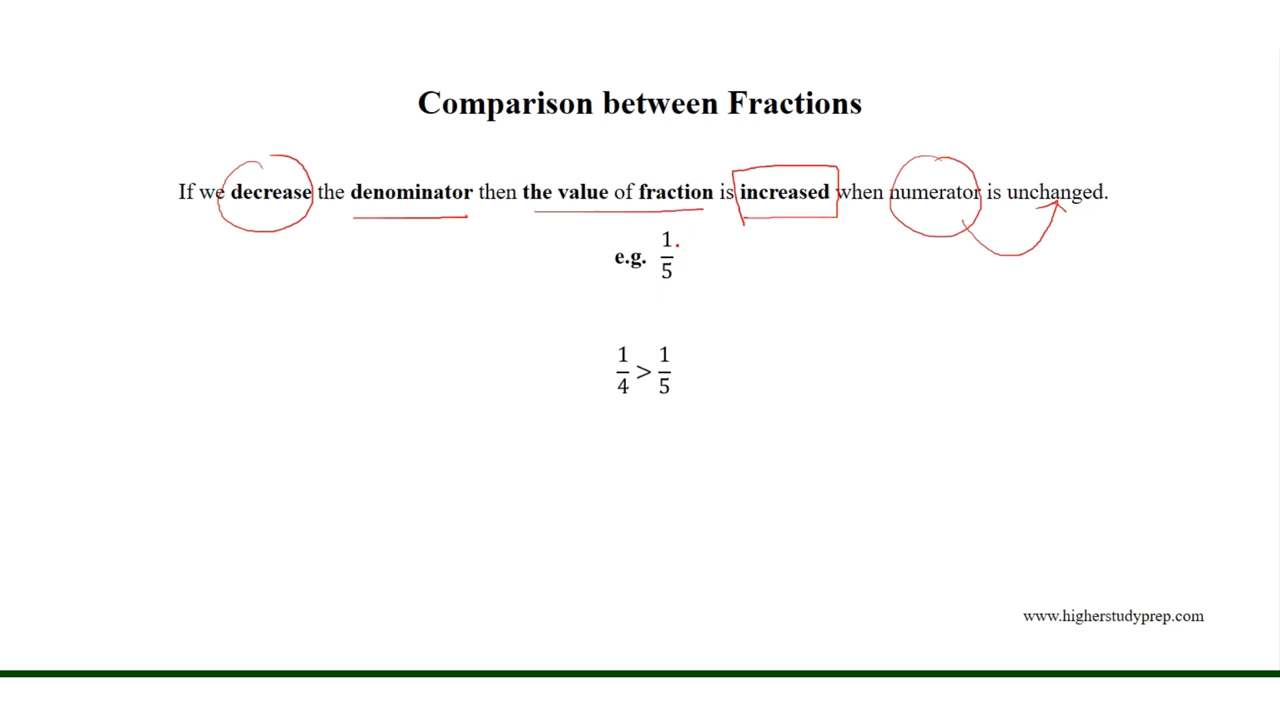 Comparison between Fractions
If we decrease the denominator then the value of fraction is increased when numerator is unchanged.
e.g. 1/5
1/4 > 1/5
www.higherstudyprep.com